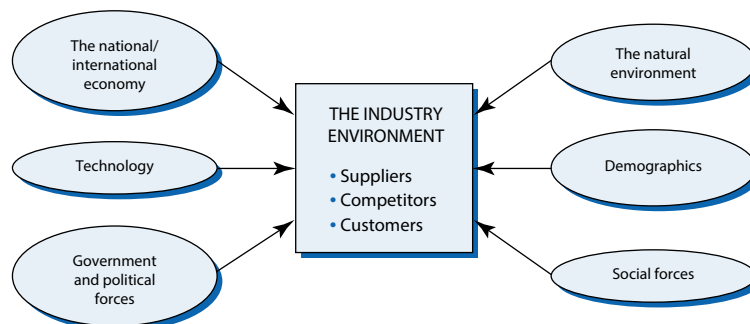 The national/
international
economy
Technology
Government
and political
forces
THE INDUSTRY
ENVIRONMENT
• Suppliers
• Competitors
• Customers
The natural
environment
Demographics
Social forces